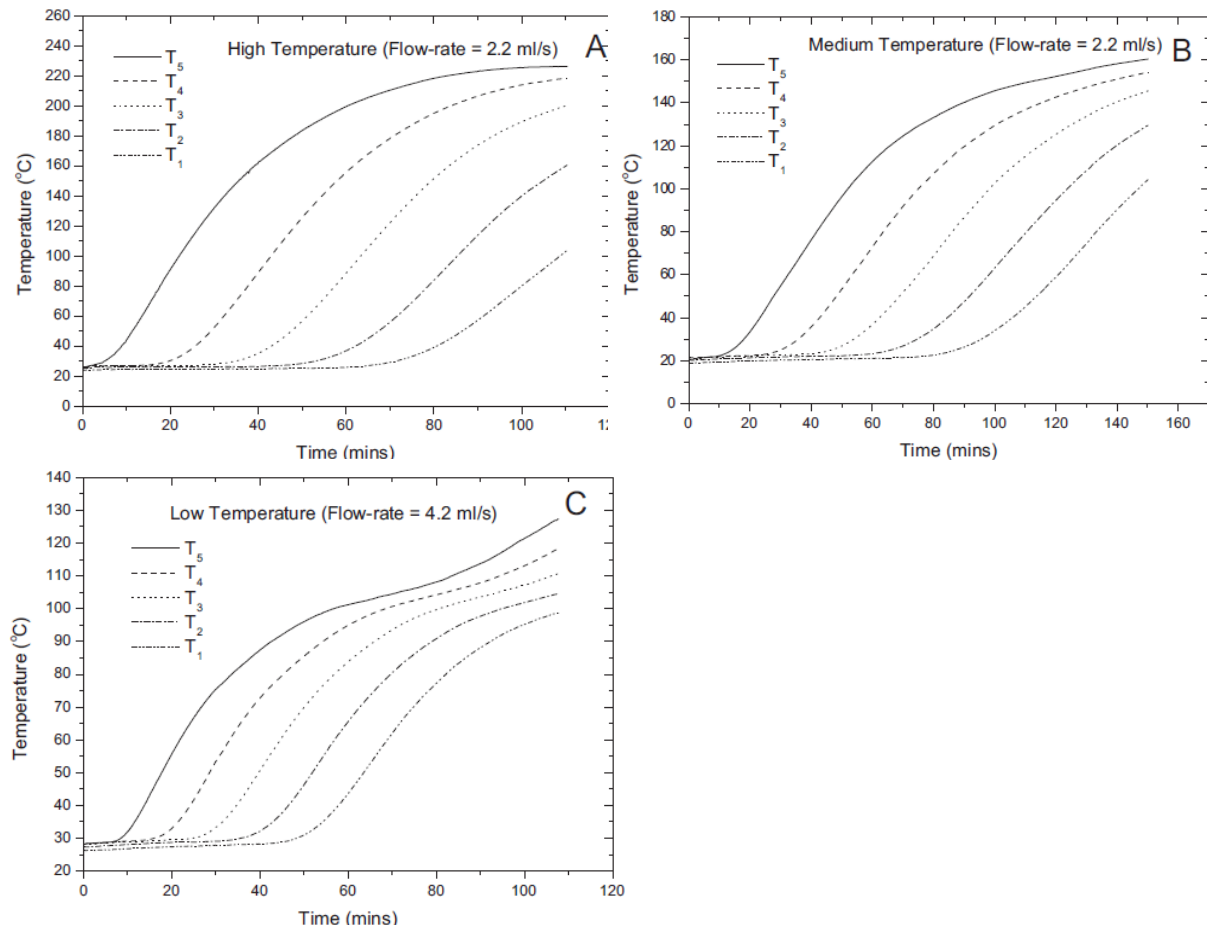 High Temperature (Flow-rate = 2.2 ml/s)
A
T5
T4
T3
T2
T1
Temperature (oC)
260
240
220
200
180
160
140
120
100
80
60
40
20
0
0 20 40 60 80 100 12
Time (mins)
Medium Temperature (Flow-rate = 2.2 ml/s)
B
T5
T4
T3
T2
T1
Temperature (oC)
180
160
140
120
100
80
60
40
20
0
0 20 40 60 80 100 120 140 160
Time (mins)
Low Temperature (Flow-rate = 4.2 ml/s)
C
T5
T4
T3
T2
T1
Temperature (oC)
140
130
120
110
100
90
80
70
60
50
40
30
20
0 20 40 60 80 100 120
Time (mins)